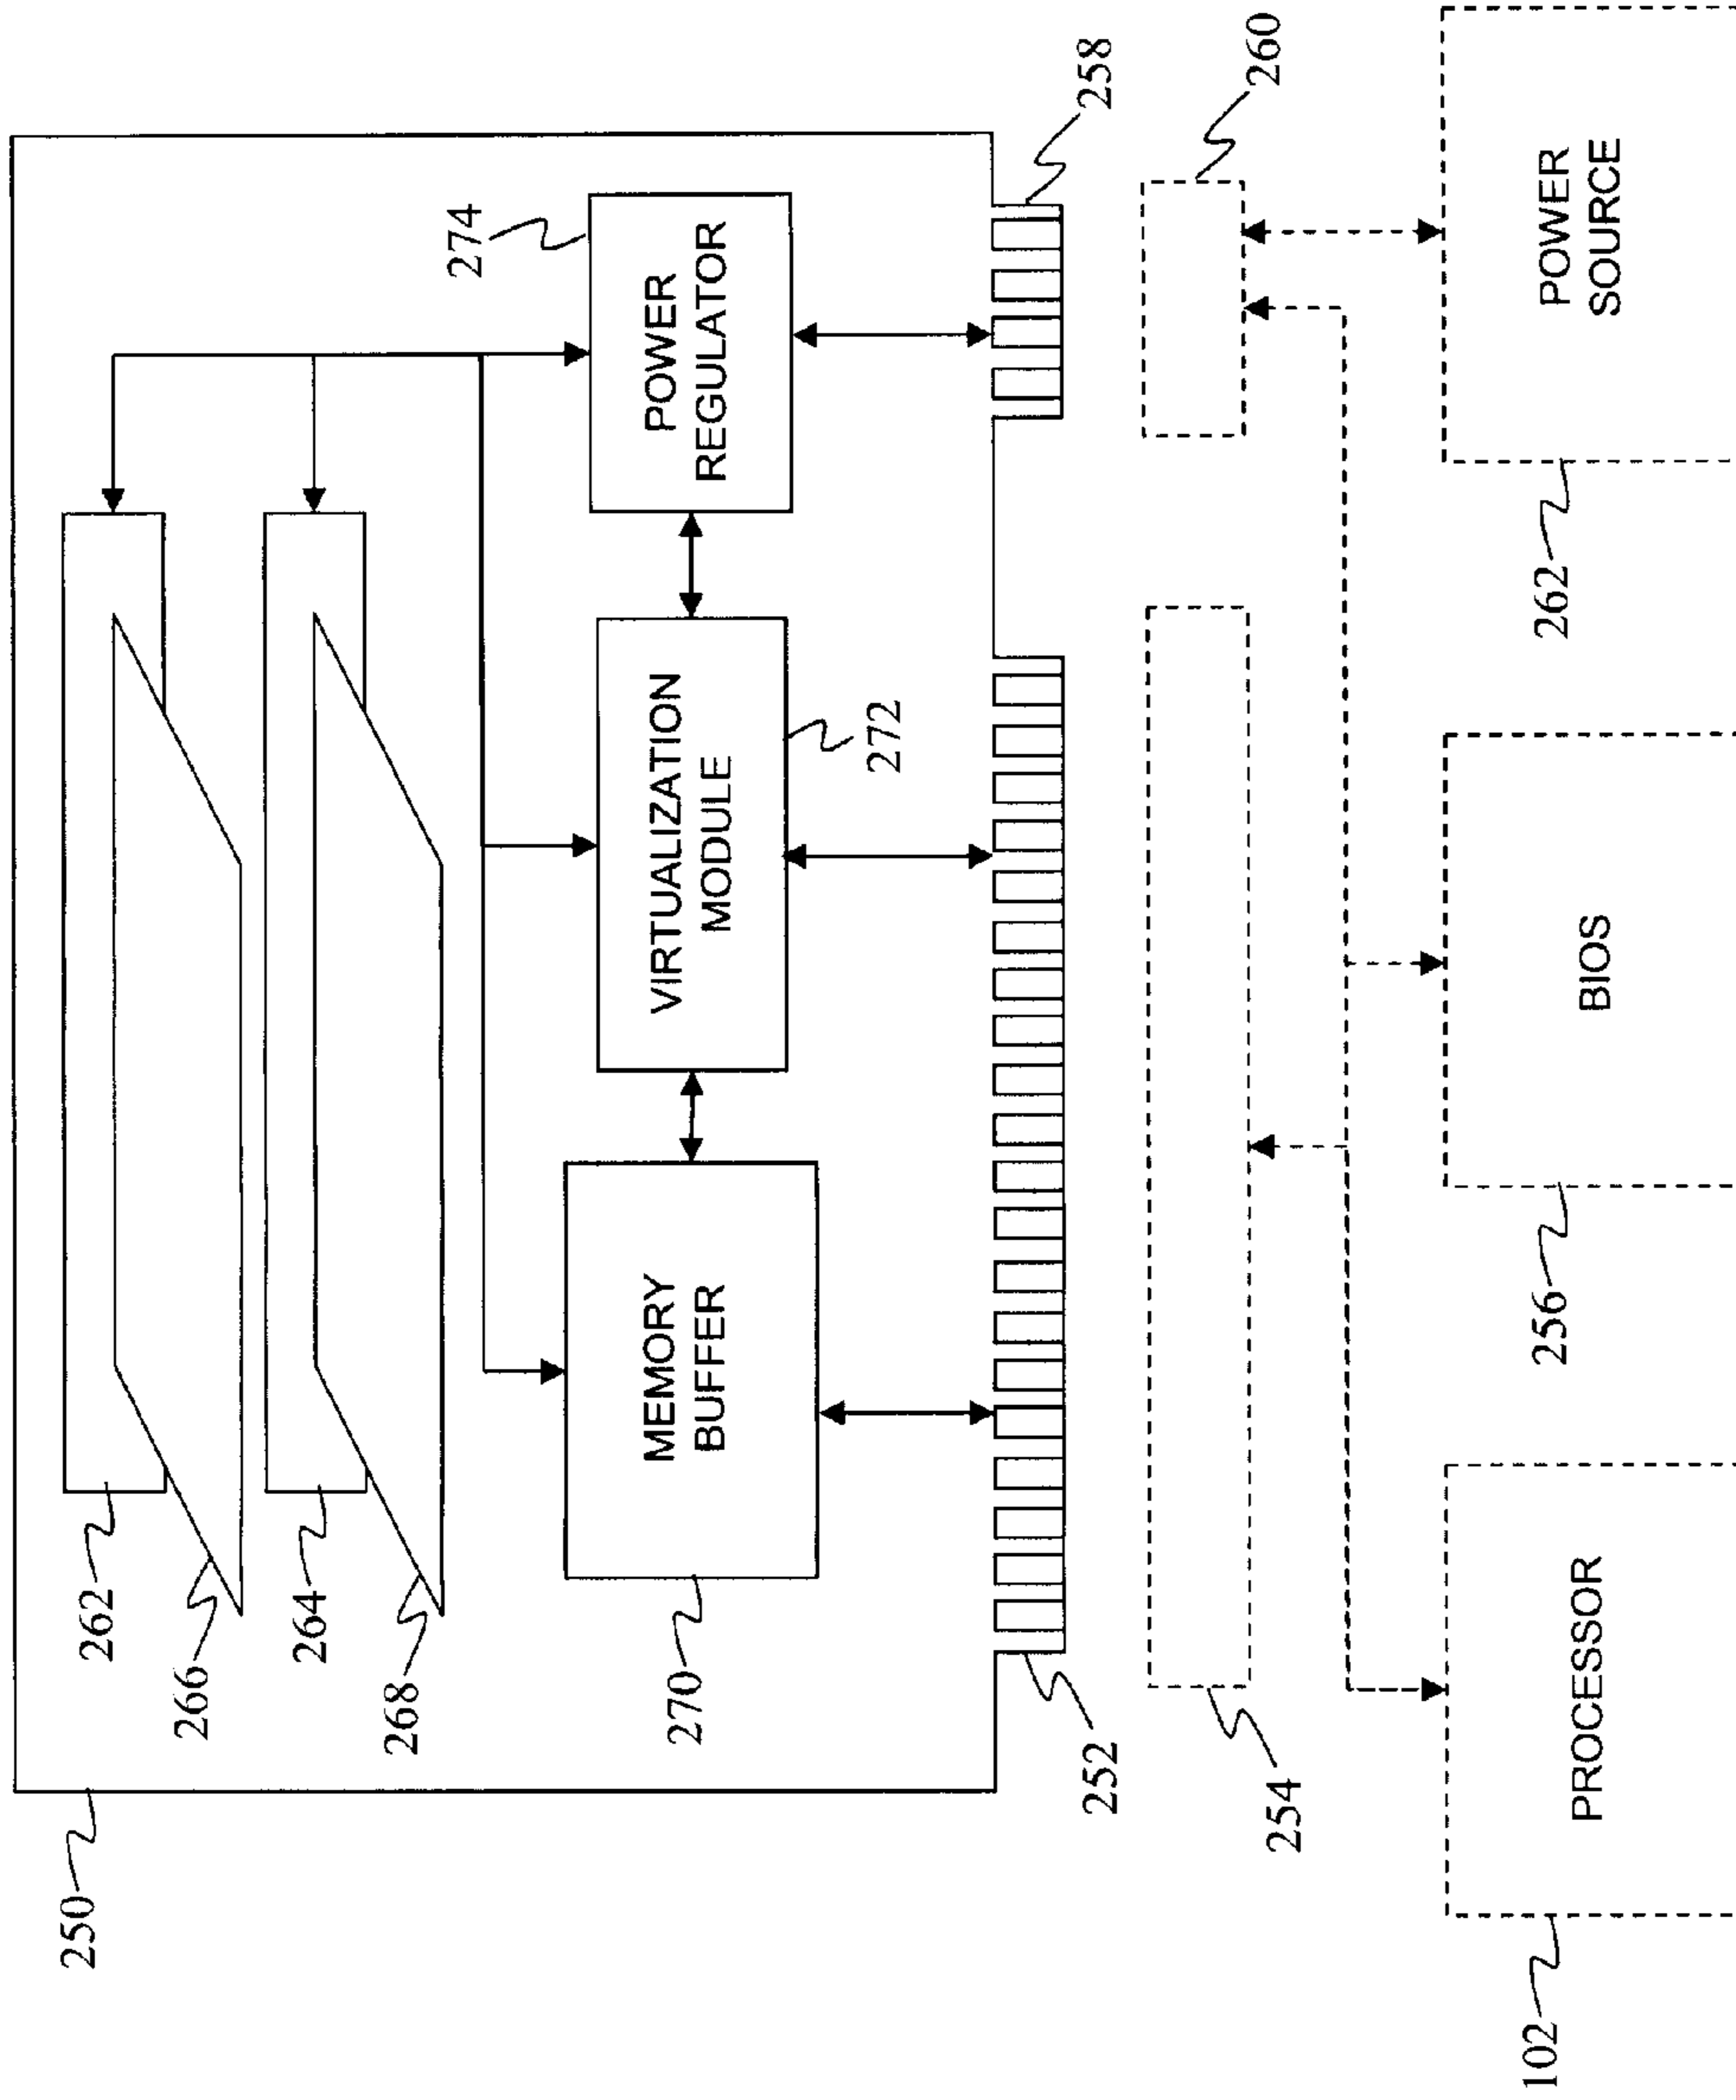 250
262
266
264
268
274
POWER
REGULATOR
VIRTUALIZATION
MODULE
272
MEMORY
BUFFER
270
252
258
254
260
102
PROCESSOR
256
BIOS
262
POWER
SOURCE